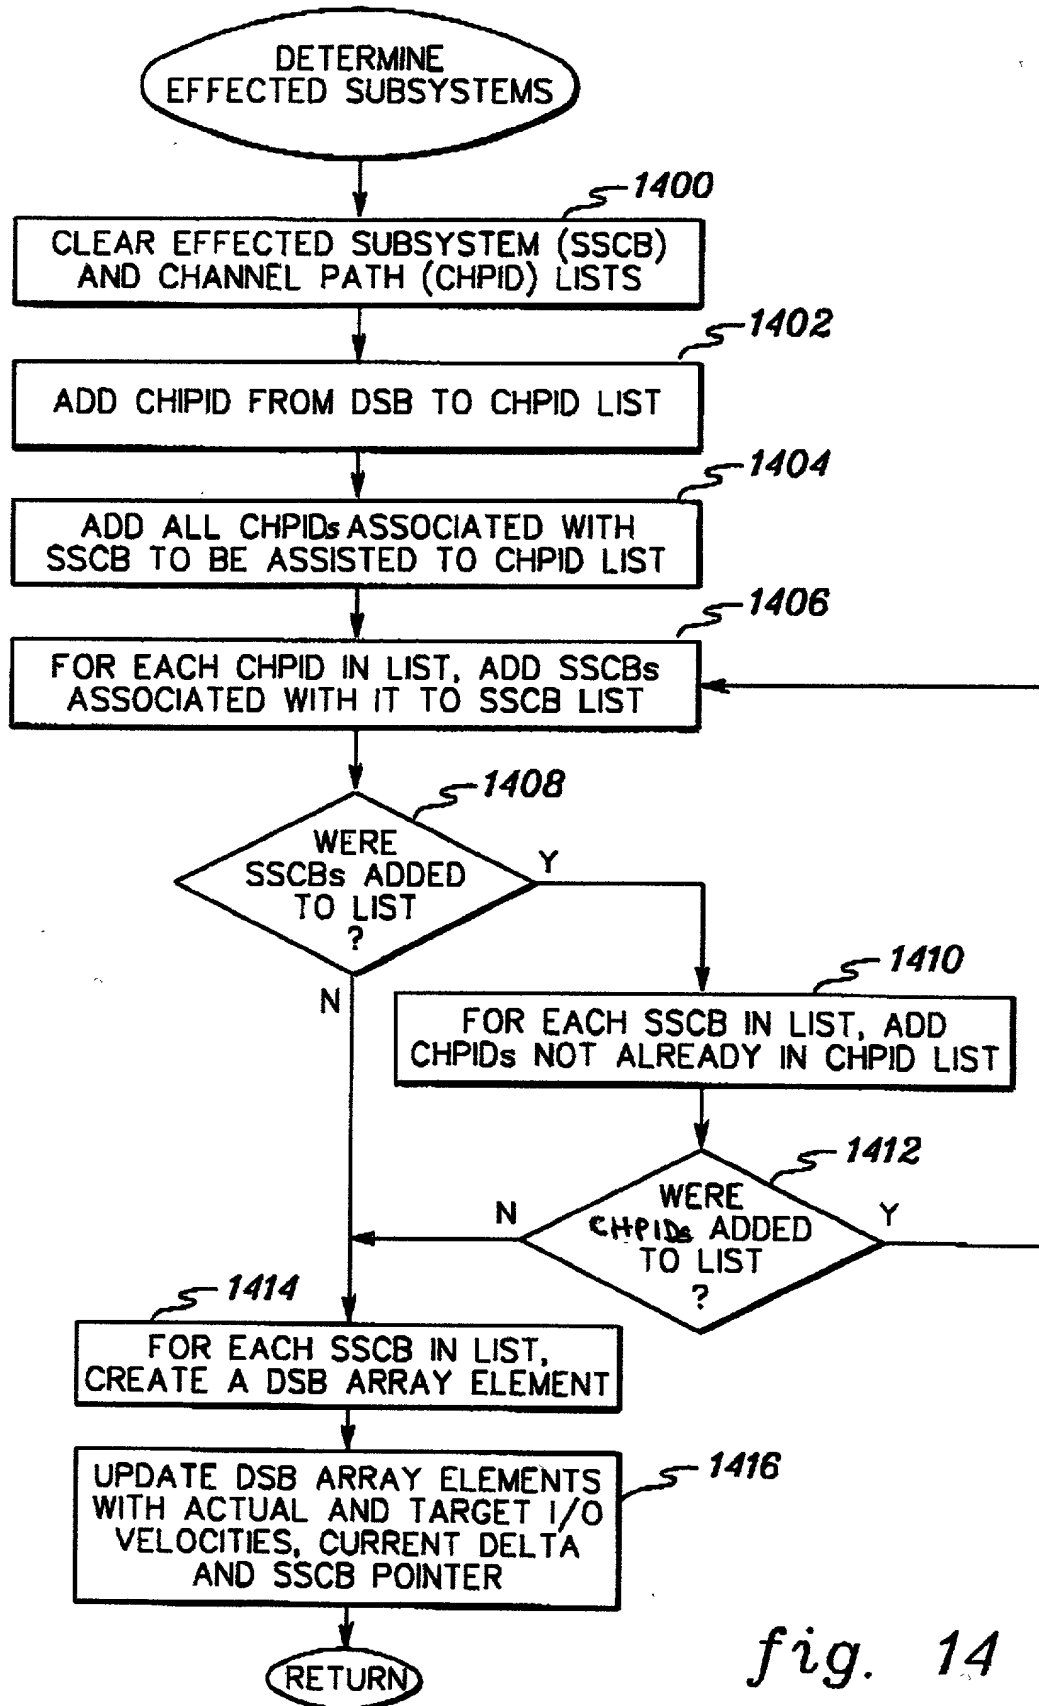 DETERMINE
EFFECTED SUBSYSTEMS
1400
CLEAR EFFECTED SUBSYSTEM (SSCB)
AND CHANNEL PATH (CHPID) LISTS
1402
ADD CHIPID FROM DSB TO CHPID LIST
1404
ADD ALL CHPIDs ASSOCIATED WITH
SSCB TO BE ASSISTED TO CHPID LIST
1406
FOR EACH CHPID IN LIST, ADD SSCBs
ASSOCIATED WITH IT TO SSCB LIST
1408
WERE
SSCBs ADDED
TO LIST
?
Y
N
1410
FOR EACH SSCB IN LIST, ADD
CHPIDs NOT ALREADY IN CHPID LIST
1412
WERE
CHPIDs ADDED
TO LIST
?
N
Y
1414
FOR EACH SSCB IN LIST,
CREATE A DSB ARRAY ELEMENT
1416
UPDATE DSB ARRAY ELEMENTS
WITH ACTUAL AND TARGET I/O
VELOCITIES, CURRENT DELTA
AND SSCB POINTER
RETURN
fig. 14